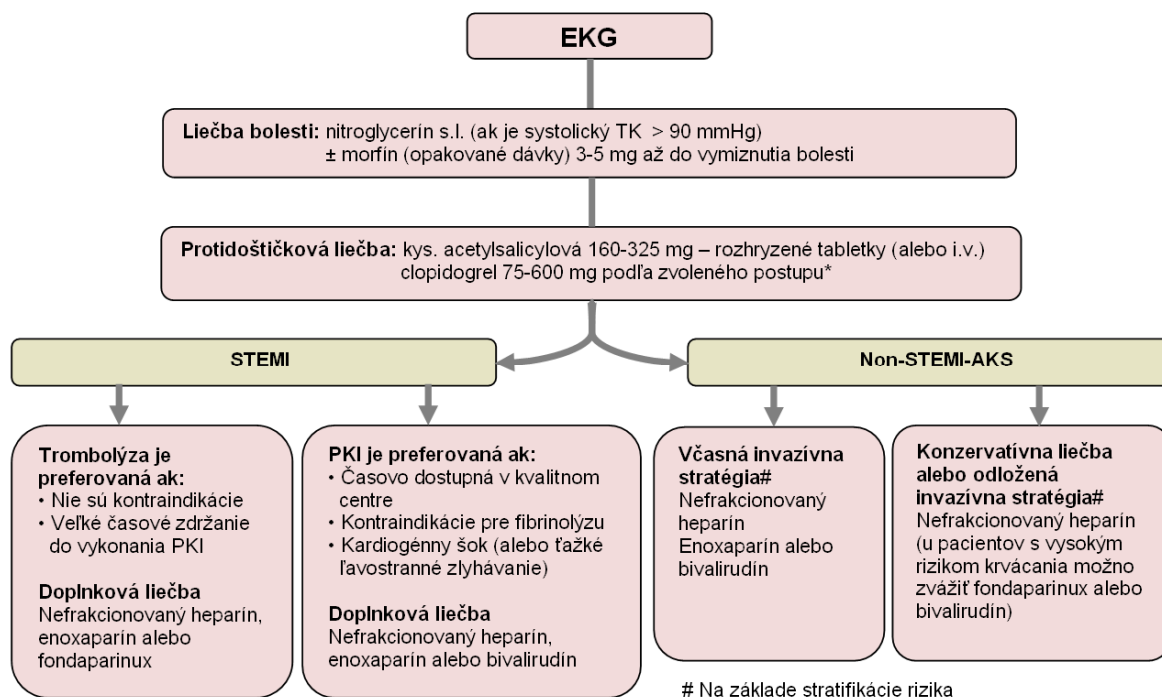 EKG
Liečba bolesti: nitroglycerín s.l. (ak je systolický TK > 90 mmHg)
± morfín (opakované dávky) 3-5 mg až do vymiznutia bolesti
Protidoštičková liečba: kys. acetylsalicylová 160-325 mg – rozhryzené tabletky (alebo i.v.)
clopidogrel 75-600 mg podľa zvoleného postupu*
STEMI
Non-STEMI-AKS
Trombolýza je
preferovaná ak:
• Nie sú kontraindikácie
• Veľké časové zdržanie
do vykonania PKI
Doplnková liečba
Nefrakcionovaný heparín,
enoxaparín alebo
fondaparinux
PKI je preferovaná ak:
• Časovo dostupná v kvalitnom
centre
• Kontraindikácie pre fibrinolýzu
• Kardiogénny šok (alebo ťažké
ľavostranné zlyhávanie)
Doplnková liečba
Nefrakcionovaný heparín,
enoxaparín alebo bivalirudín
Včasná invazívna
stratégia#
Nefrakcionovaný
heparín
Enoxaparín alebo
bivalirudín
Konzervatívna liečba
alebo odložená
invazívna stratégia#
Nefrakcionovaný heparín
(u pacientov s vysokým
rizikom krvácania možno
zvážiť fondaparinux alebo
bivalirudín)
# Na základe stratifikácie rizika